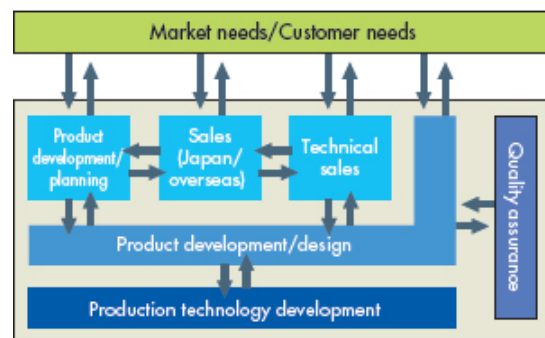 Market needs/Customer needs
Product
development/
planning
Sales
(Japan/
overseas)
Technical
sales
Quality assurance
Product development/design
Production technology development